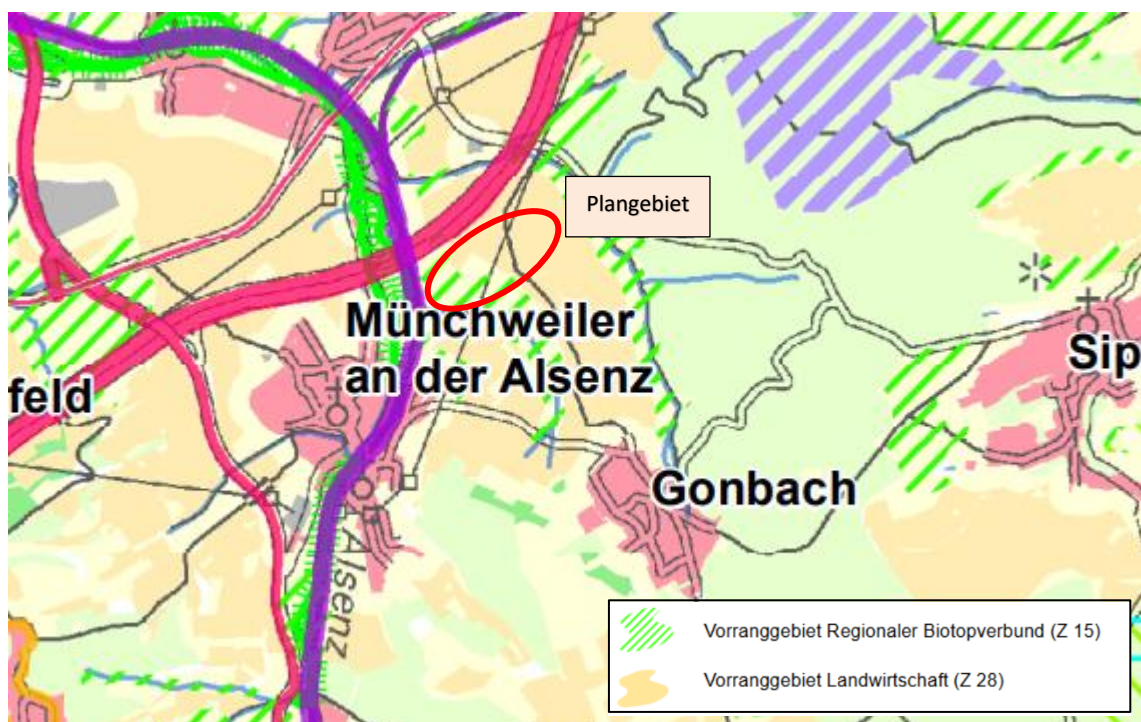 Plangebiet
Münchweiler
an der Alsenz
Sip
feld
Gonbach
Alsenz
Vorranggebiet Regionaler Biotopverbund (Z 15)
Vorranggebiet Landwirtschaft (Z 28)